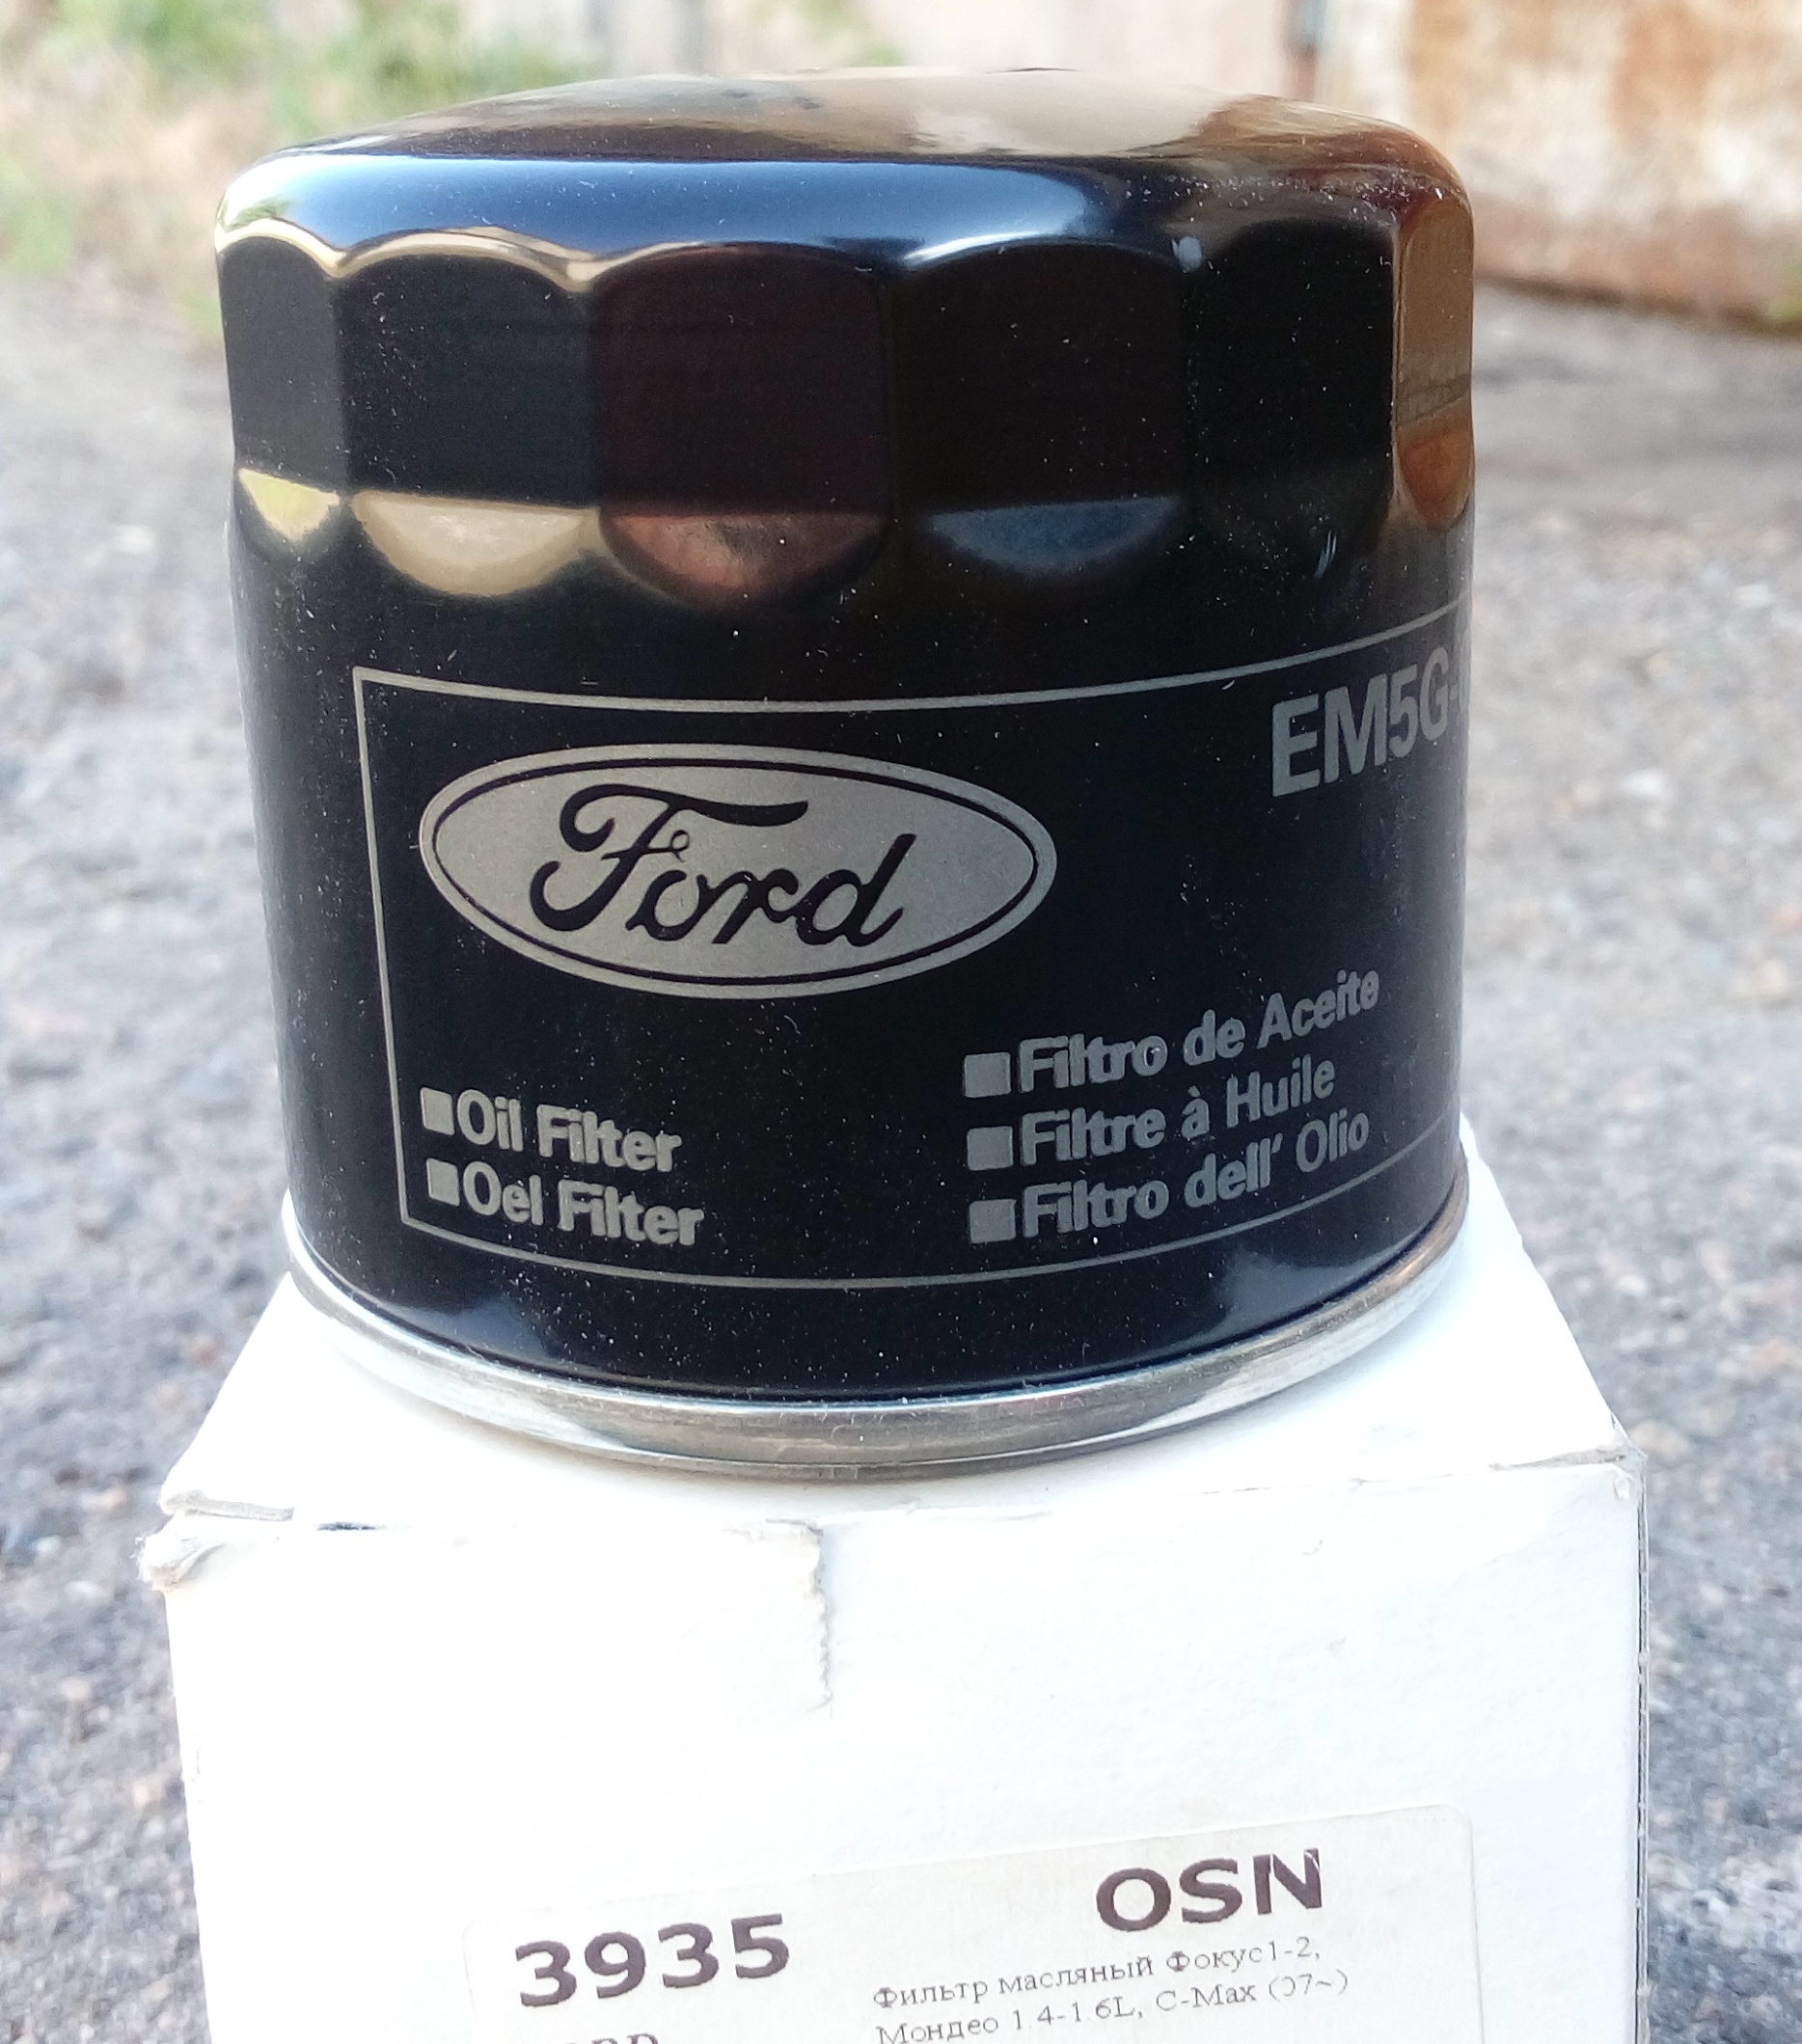 EM5G-
Ford
■Oil Filter
■Oel Filter
■Filtro de Aceite
■Filtre à Huile
■Filtro dell' Olio
OSN
3935
Фильтр масляный Фокус1-2,
Мондео 1.4-1.6L, C-Max (07~)